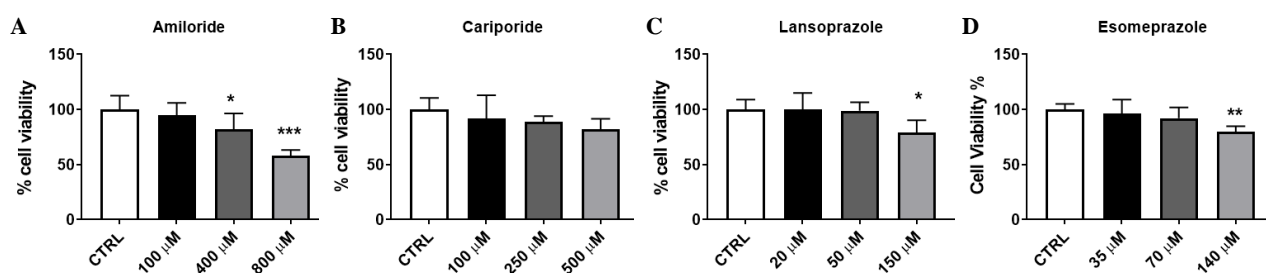 A
Amiloride
% cell viability
150
100
50
0
*
***
CTRL
100 μM
400 μM
800 μM
B
Cariporide
% cell viability
150
100
50
0
CTRL
100 μM
250 μM
500 μM
C
Lansoprazole
% cell viability
150
100
50
0
*
CTRL
20 μM
50 μM
150 μM
D
Esomeprazole
Cell Viability %
150
100
50
0
**
CTRL
35 μM
70 μM
140 μM